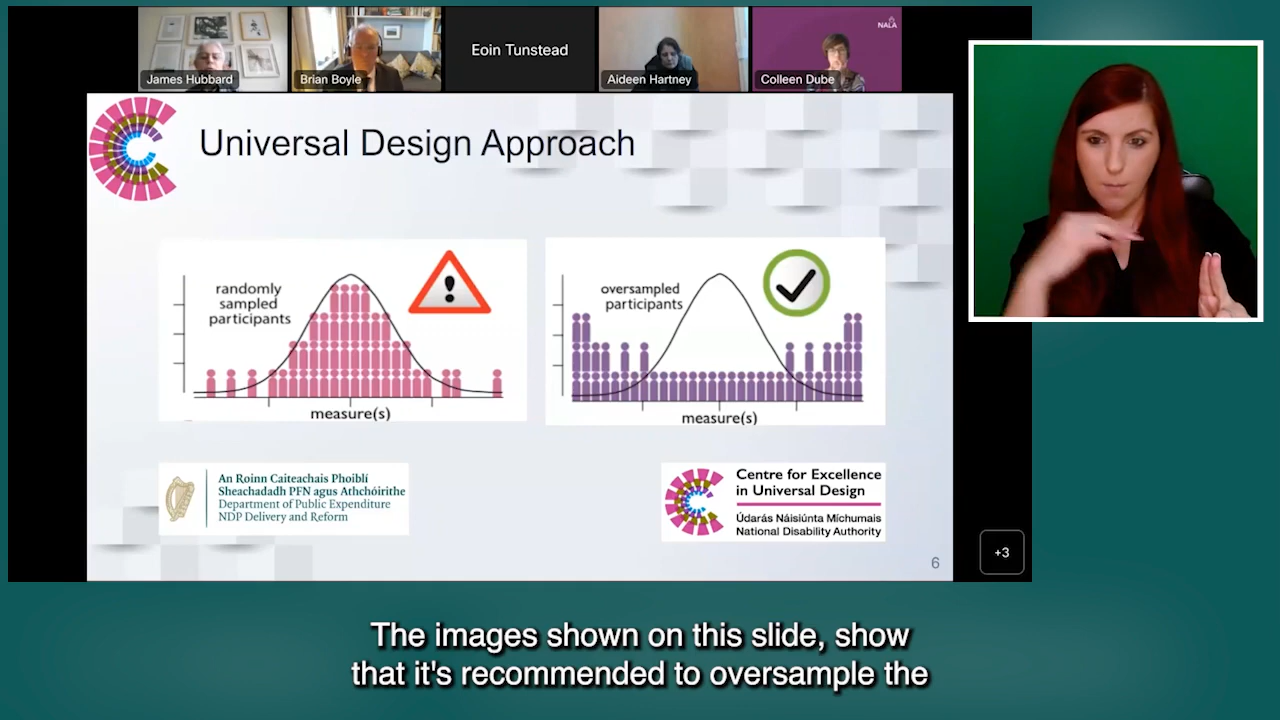 James Hubbard
Brian Boyle
Eoin Tunstead
Aideen Hartney
Colleen Dube
NALA
Universal Design Approach
randomly
sampled
participants
measure(s)
oversampled
participants
measure(s)
An Roinn Caiteachais Phoiblí
Sheachadadh PFN agus Athchóirithe
Department of Public Expenditure
NDP Delivery and Reform
Centre for Excellence
in Universal Design
Údarás Náisiúnta Míchumais
National Disability Authority
6
+3
The images shown on this slide, show
that it's recommended to oversample the